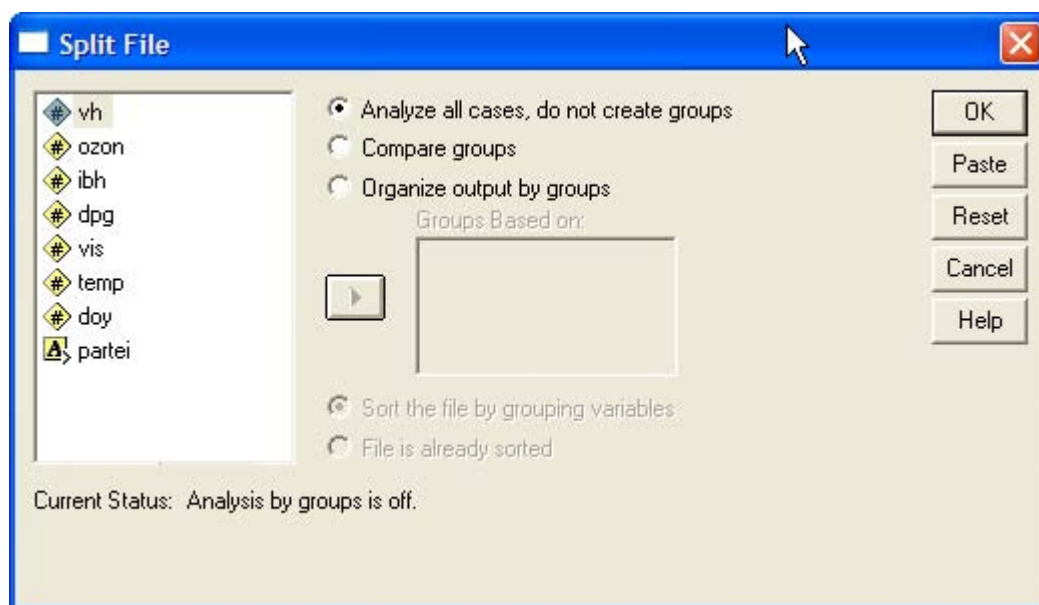 Split File
vh
ozon
ibh
dpg
vis
temp
doy
partei
Analyze all cases, do not create groups
Compare groups
Organize output by groups
Groups Based on:
Sort the file by grouping variables
File is already sorted
OK
Paste
Reset
Cancel
Help
Current Status: Analysis by groups is off.